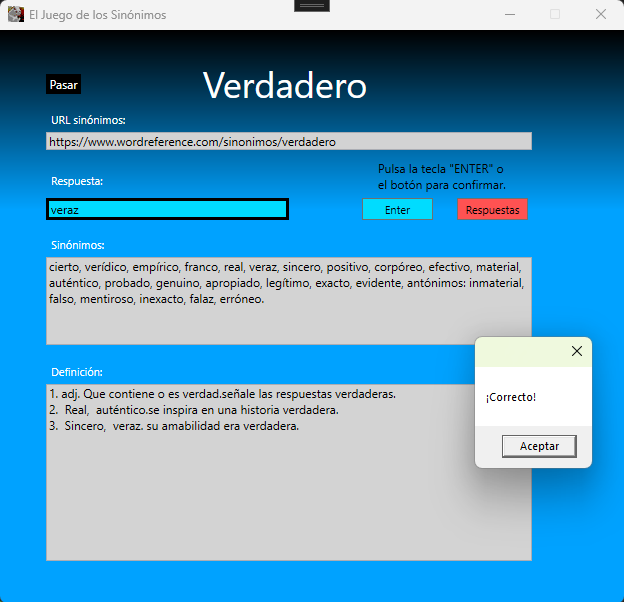 El Juego de los Sinónimos
Pasar
Verdadero
URL sinónimos:
https://www.wordreference.com/sinonimos/verdadero
Pulsa la tecla "ENTER" o
el botón para confirmar.
Respuesta:
veraz
Enter
Respuestas
Sinónimos:
cierto, verídico, empírico, franco, real, veraz, sincero, positivo, corpóreo, efectivo, material,
auténtico, probado, genuino, apropiado, legítimo, exacto, evidente, antónimos: inmaterial,
falso, mentiroso, inexacto, falaz, erróneo.
Definición:
1. adj. Que contiene o es verdad.señale las respuestas verdaderas.
2.  Real,  auténtico.se inspira en una historia verdadera.
3.  Sincero,  veraz. su amabilidad era verdadera.
¡Correcto!
Aceptar